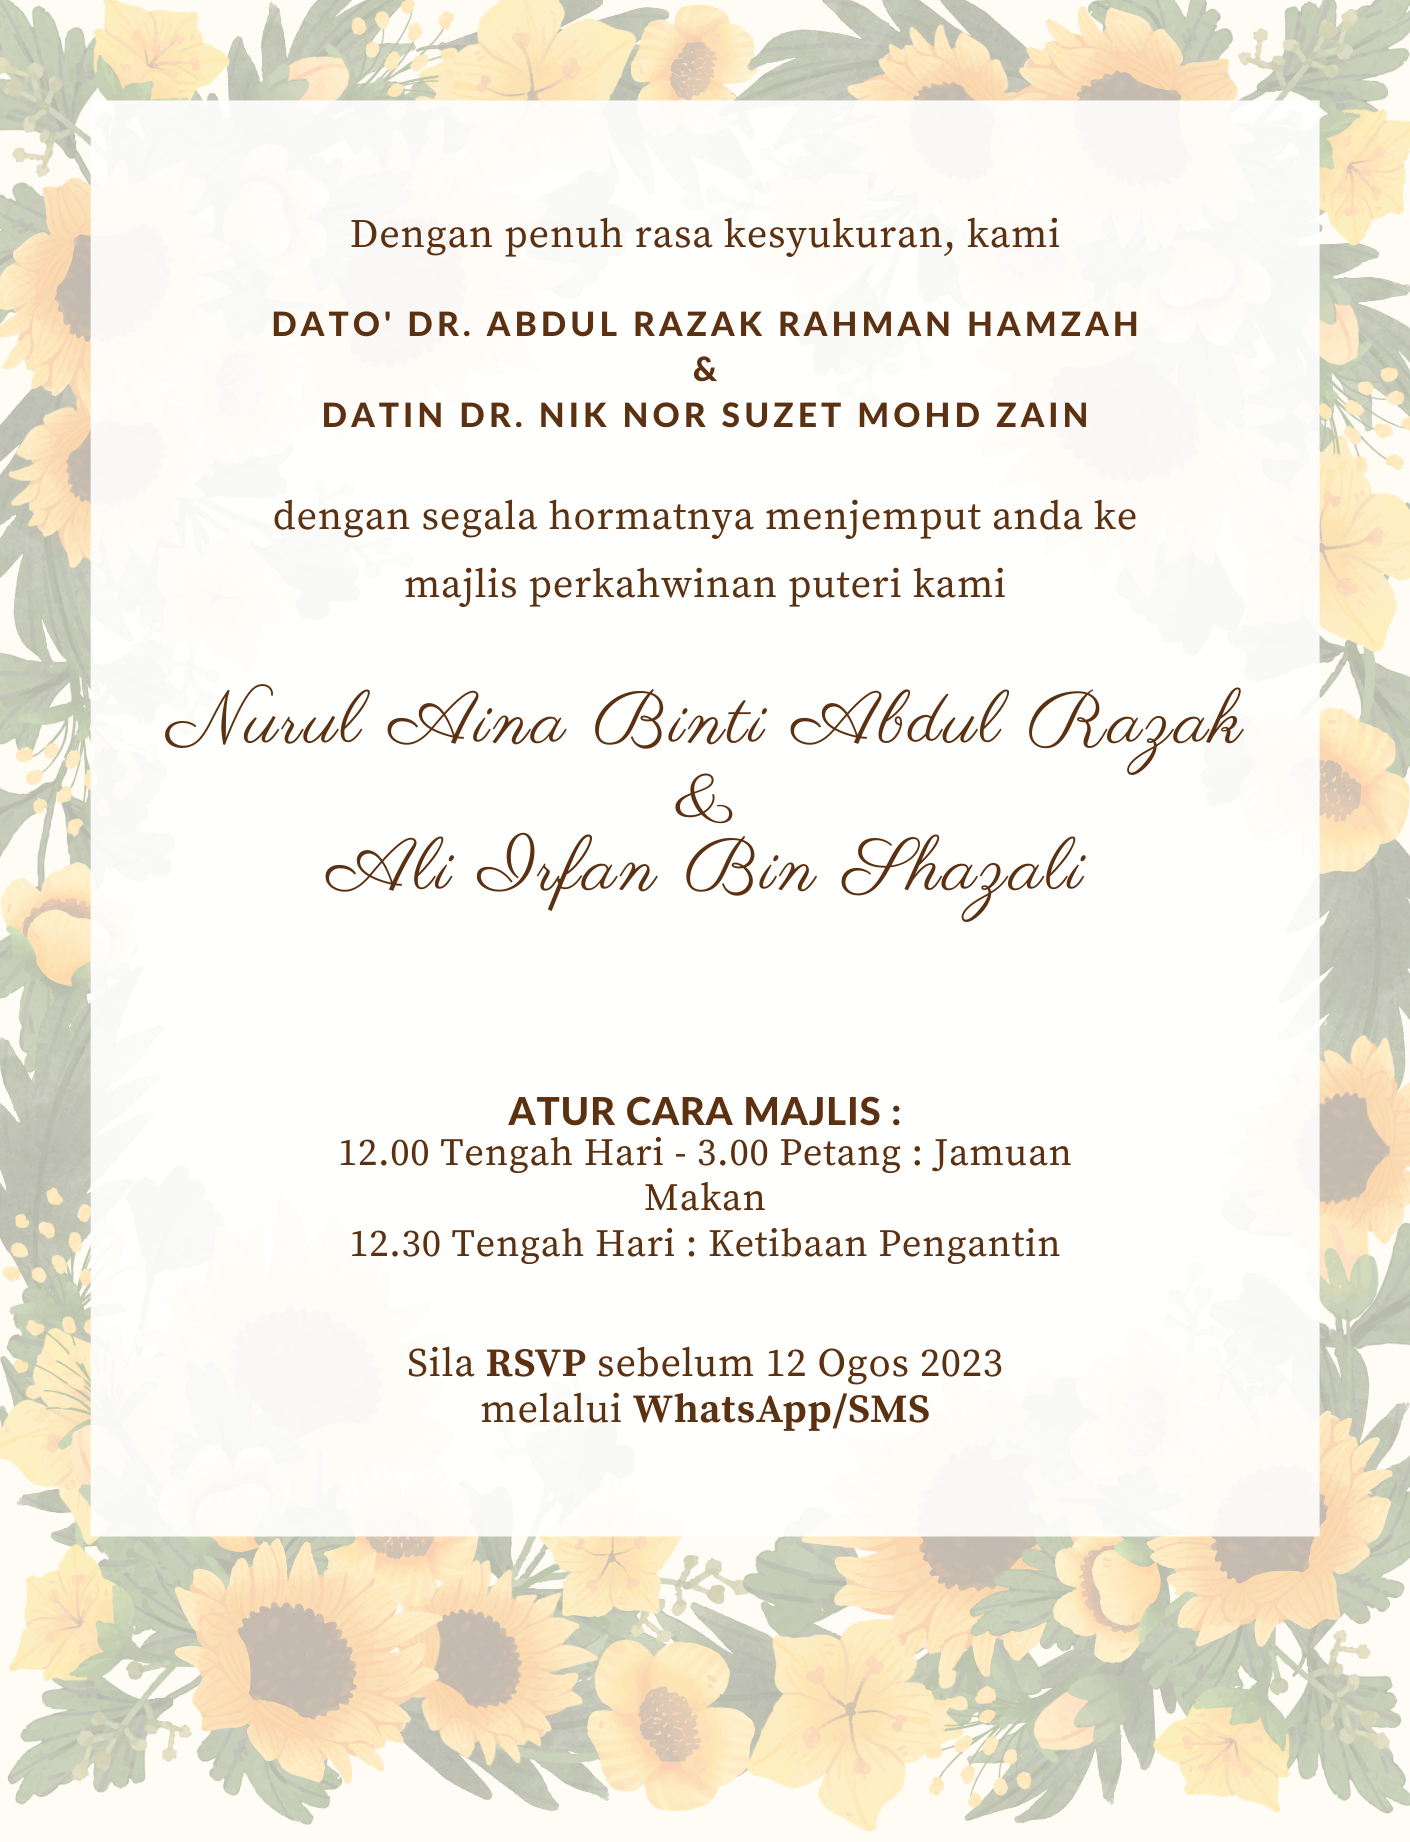 Dengan penuh rasa kesyukuran, kami
DATO' DR. ABDUL RAZAK RAHMAN HAMZAH
&
DATIN DR. NIK NOR SUZET MOHD ZAIN
dengan segala hormatnya menjemput anda ke
majlis perkahwinan puteri kami
Nurul Aina Binti Abdul Razak
&
Ali Irfan Bin Shazali
ATUR CARA MAJLIS :
12.00 Tengah Hari - 3.00 Petang : Jamuan
Makan
12.30 Tengah Hari : Ketibaan Pengantin
Sila RSVP sebelum 12 Ogos 2023
melalui WhatsApp/SMS